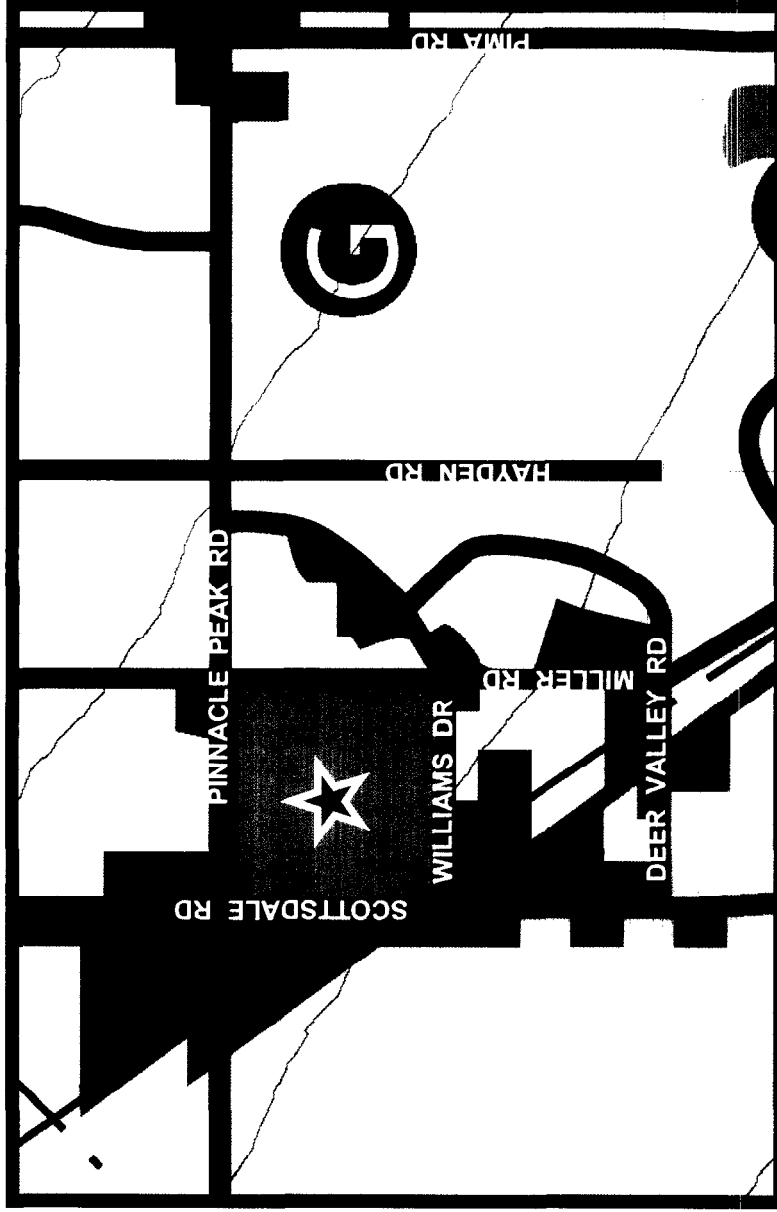 PIMA RD
G
HAYDEN RD
PINNACLE PEAK RD
MILLER RD
WILLIAMS DR
DEER VALLEY RD
SCOTTSDALE RD